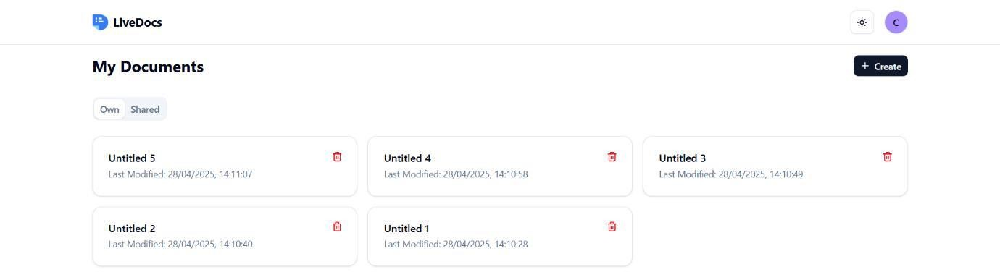 LiveDocs
C
My Documents
+ Create
Own Shared
Untitled 5
Last Modified: 28/04/2025, 14:11:07
Untitled 4
Last Modified: 28/04/2025, 14:10:58
Untitled 3
Last Modified: 28/04/2025, 14:10:49
Untitled 2
Last Modified: 28/04/2025, 14:10:40
Untitled 1
Last Modified: 28/04/2025, 14:10:28